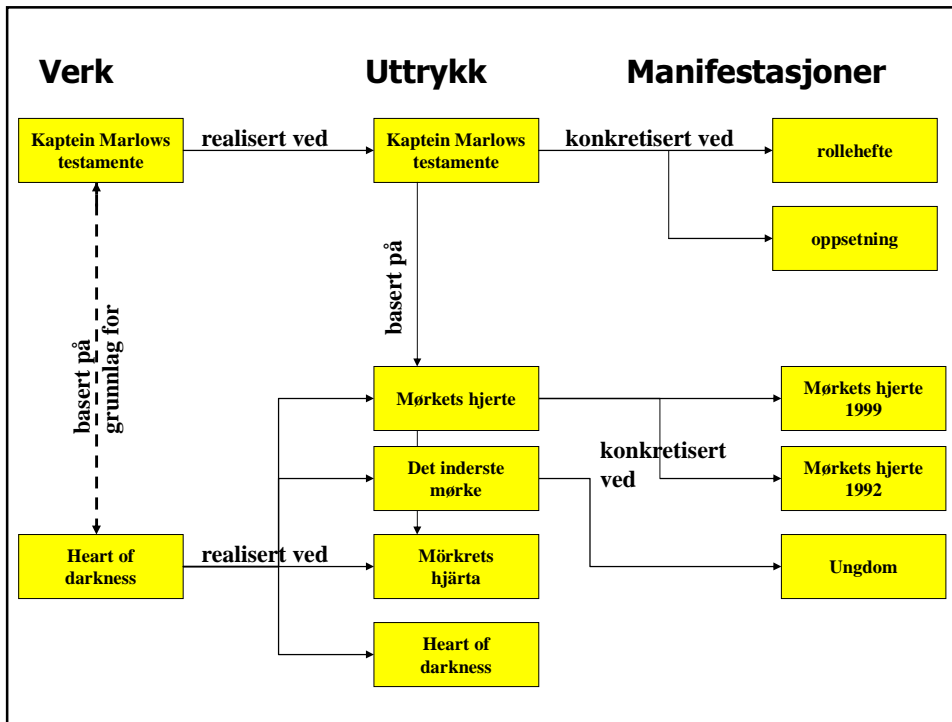 Verk
Uttrykk
Manifestasjoner
Kaptein Marlows
testamente
realisert ved
Kaptein Marlows
testamente
konkretisert ved
rollehefte
oppsetning
basert på
grunnlag for
basert på
Mørkets hjerte
Mørkets hjerte
1999
Det inderste
mørke
konkretisert
ved
Mørkets hjerte
1992
Heart of
darkness
realisert ved
Mörkrets
hjärta
Ungdom
Heart of
darkness